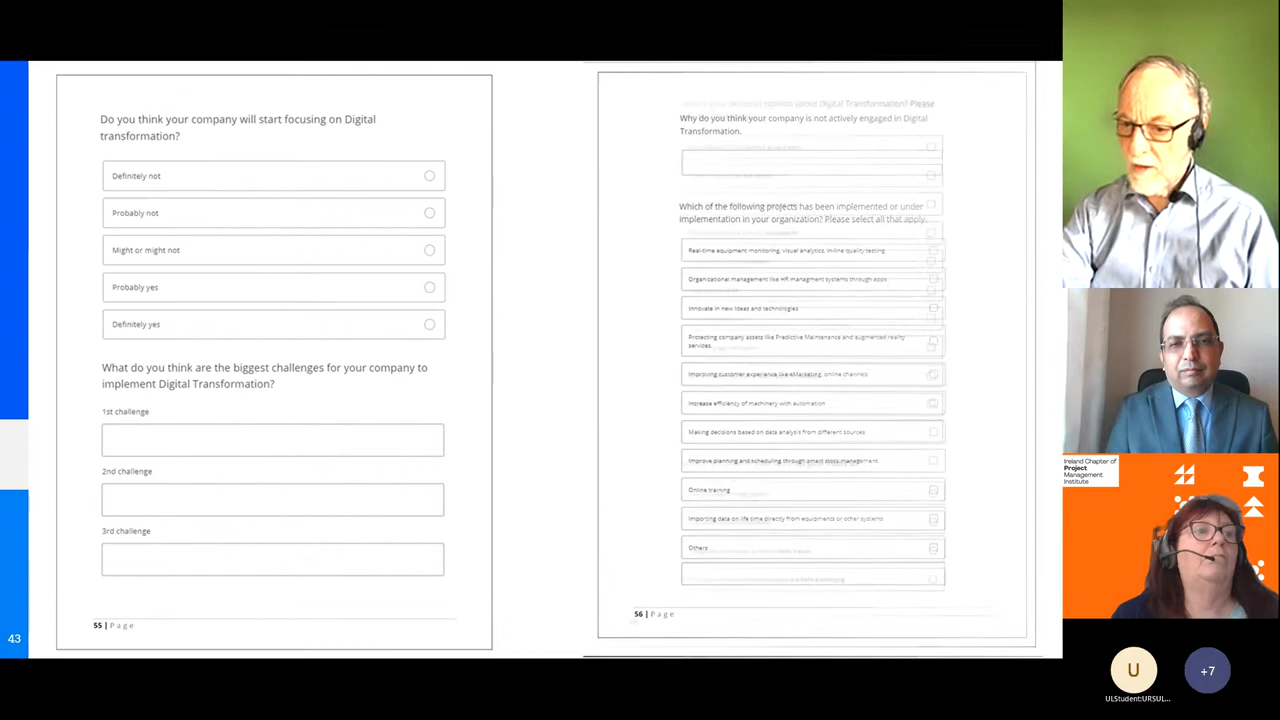 Do you think your company will start focusing on Digital
transformation?
Definitely not
Probably not
Might or might not
Probably yes
Definitely yes
What do you think are the biggest challenges for your company to
implement Digital Transformation?
1st challenge
2nd challenge
3rd challenge
55 | Page
43
about Digital Transformation? Please
Why do you think your company is not actively engaged in Digital
Transformation.
Which of the following projects has been implemented or under
implementation in your organization? Please select all that apply.
Real-time equipment monitoring, visual analytics, in-line quality testing
Organizational management like HR managment systems through apps
Innovate in new ideas and technologies
Protecting company assets like Predictive Maintenance and augmented reality
services.
Improving customer experience like eMarketing, online channels
Increase efficiency of machinery with automation
Making decisions based on data analysis from different sources
Improve planning and scheduling through smart stock management
Online training
Importing data on life time directly from equipments or other systems
Others
56 | Page
Ireland Chapter of
Project
Management
Institute
U
ULStudent:URSUL...
+7